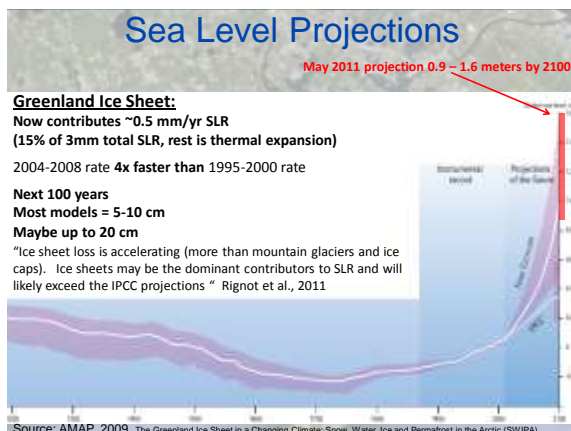 Sea Level Projections
May 2011 projection 0.9 – 1.6 meters by 2100
Greenland Ice Sheet:
Now contributes ~0.5 mm/yr SLR
(15% of 3mm total SLR, rest is thermal expansion)
2004-2008 rate 4x faster than 1995-2000 rate
Next 100 years
Most models = 5-10 cm
Maybe up to 20 cm
“Ice sheet loss is accelerating (more than mountain glaciers and ice
caps).   Ice sheets may be the dominant contributors to SLR and will
likely exceed the IPCC projections “  Rignot et al., 2011
Instrumental
record
Projections
of the future
Source: AMAP, 2009. The Greenland Ice Sheet in a Changing Climate: Snow, Water, Ice and Permafrost in the Arctic (SWIPA)